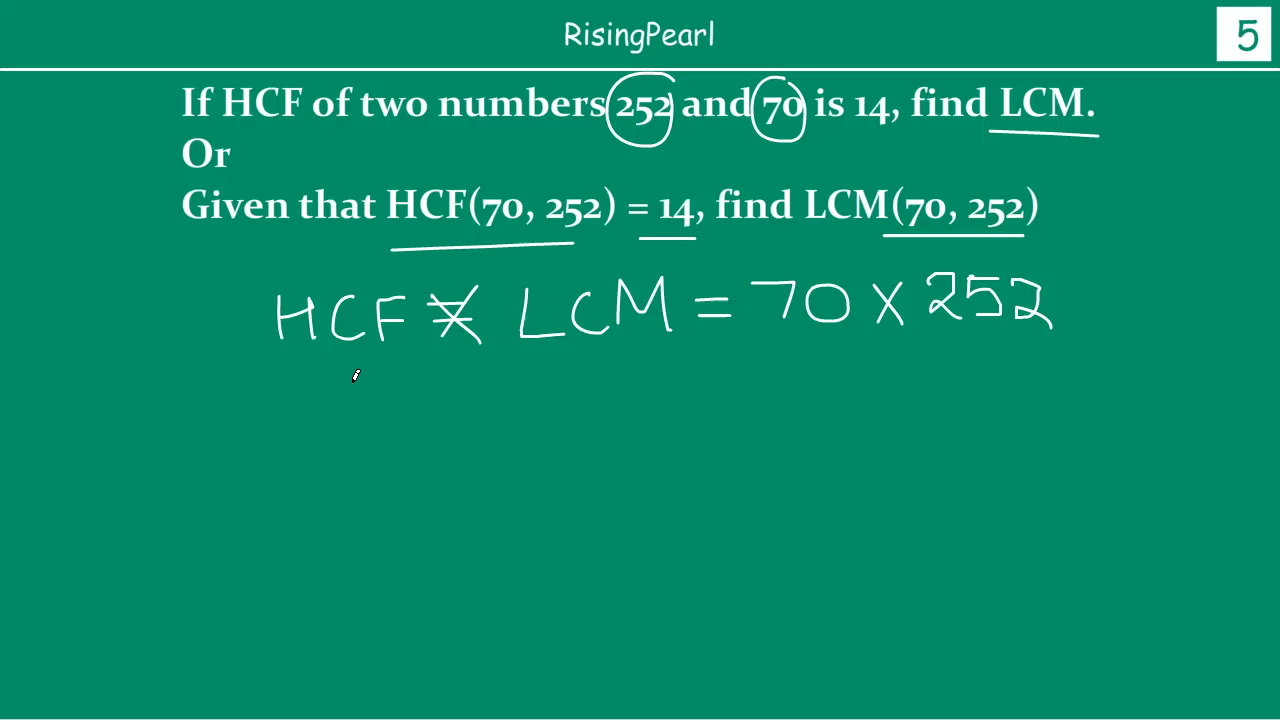 RisingPearl
5
If HCF of two numbers 252 and 70 is 14, find LCM.
Or
Given that HCF(70, 252) = 14, find LCM(70, 252)
HCF × LCM = 70 × 252